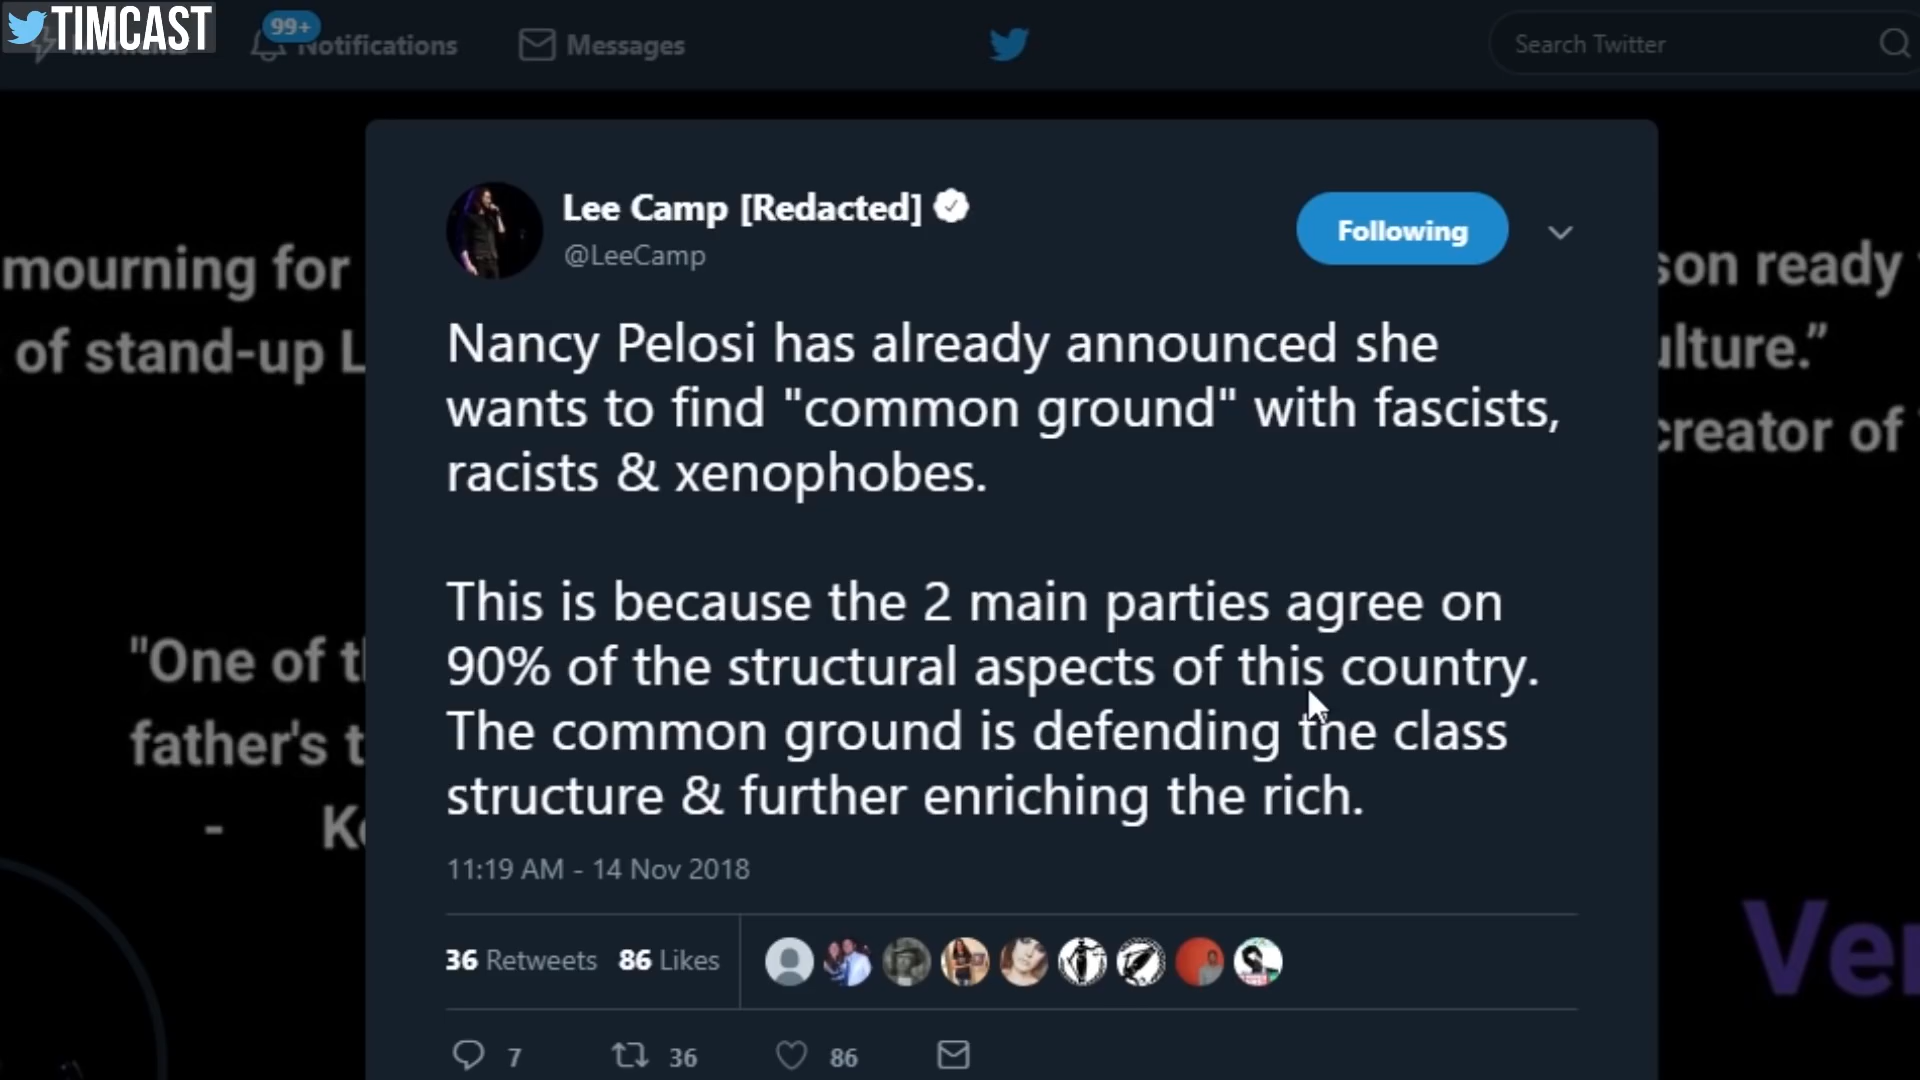 TIMCAST
99+
Notifications
Messages
Search Twitter
Lee Camp [Redacted]
@LeeCamp
Following
mourning for
of stand-up L
son ready
ulture.”
creator of
Nancy Pelosi has already announced she
wants to find "common ground" with fascists,
racists & xenophobes.
This is because the 2 main parties agree on
90% of the structural aspects of this country.
The common ground is defending the class
structure & further enriching the rich.
"One of t
father's t
- K
11:19 AM - 14 Nov 2018
36 Retweets 86 Likes
Ver
7 36 86